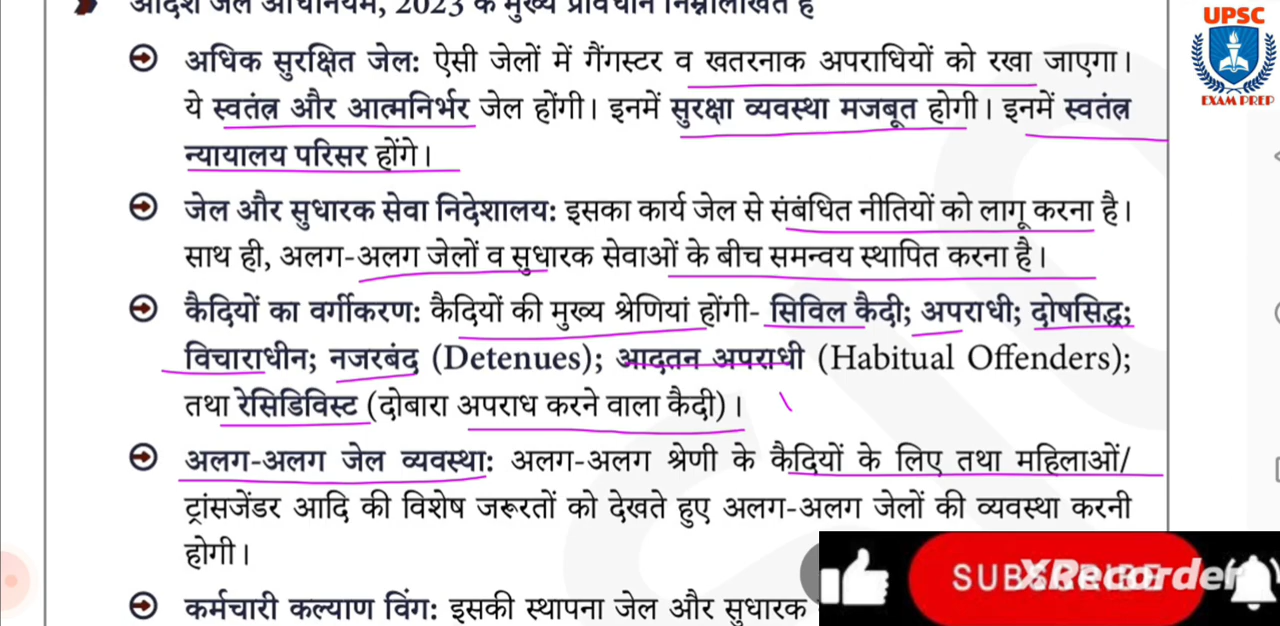 आदर्श जेल अधिनियम, 2023 के मुख्य प्रावधान निम्नलिखित हैं
UPSC
EXAM PREP
अधिक सुरक्षित जेल: ऐसी जेलों में गैंगस्टर व खतरनाक अपराधियों को रखा जाएगा।
ये स्वतंत्र और आत्मनिर्भर जेल होंगी। इनमें सुरक्षा व्यवस्था मजबूत होगी। इनमें स्वतंत्र
न्यायालय परिसर होंगे।
जेल और सुधारक सेवा निदेशालय: इसका कार्य जेल से संबंधित नीतियों को लागू करना है।
साथ ही, अलग-अलग जेलों व सुधारक सेवाओं के बीच समन्वय स्थापित करना है।
कैदियों का वर्गीकरण: कैदियों की मुख्य श्रेणियां होंगी- सिविल कैदी; अपराधी; दोषसिद्ध;
विचाराधीन; नजरबंद (Detenues); आदतन अपराधी (Habitual Offenders);
तथा रेसिडिविस्ट (दोबारा अपराध करने वाला कैदी)।
अलग-अलग जेल व्यवस्था: अलग-अलग श्रेणी के कैदियों के लिए तथा महिलाओं/
ट्रांसजेंडर आदि की विशेष जरूरतों को देखते हुए अलग-अलग जेलों की व्यवस्था करनी
होगी।
कर्मचारी कल्याण विंग: इसकी स्थापना जेल और सुधारक
SUBSCRIBE
XRecorder